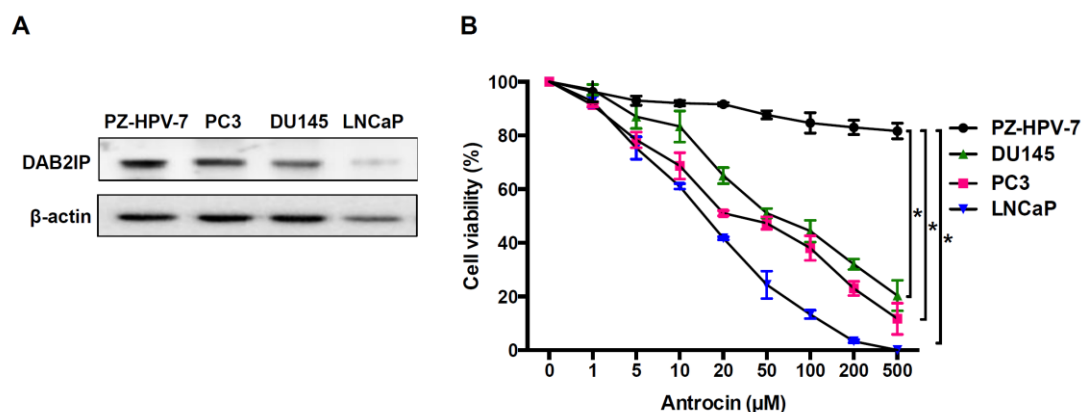 A
PZ-HPV-7 PC3 DU145 LNCaP
DAB2IP
β-actin
B
Cell viability (%)
100
80
60
40
20
0
0 1 5 10 20 50 100 200 500
Antrocin (µM)
PZ-HPV-7
DU145
PC3
LNCaP
* * *